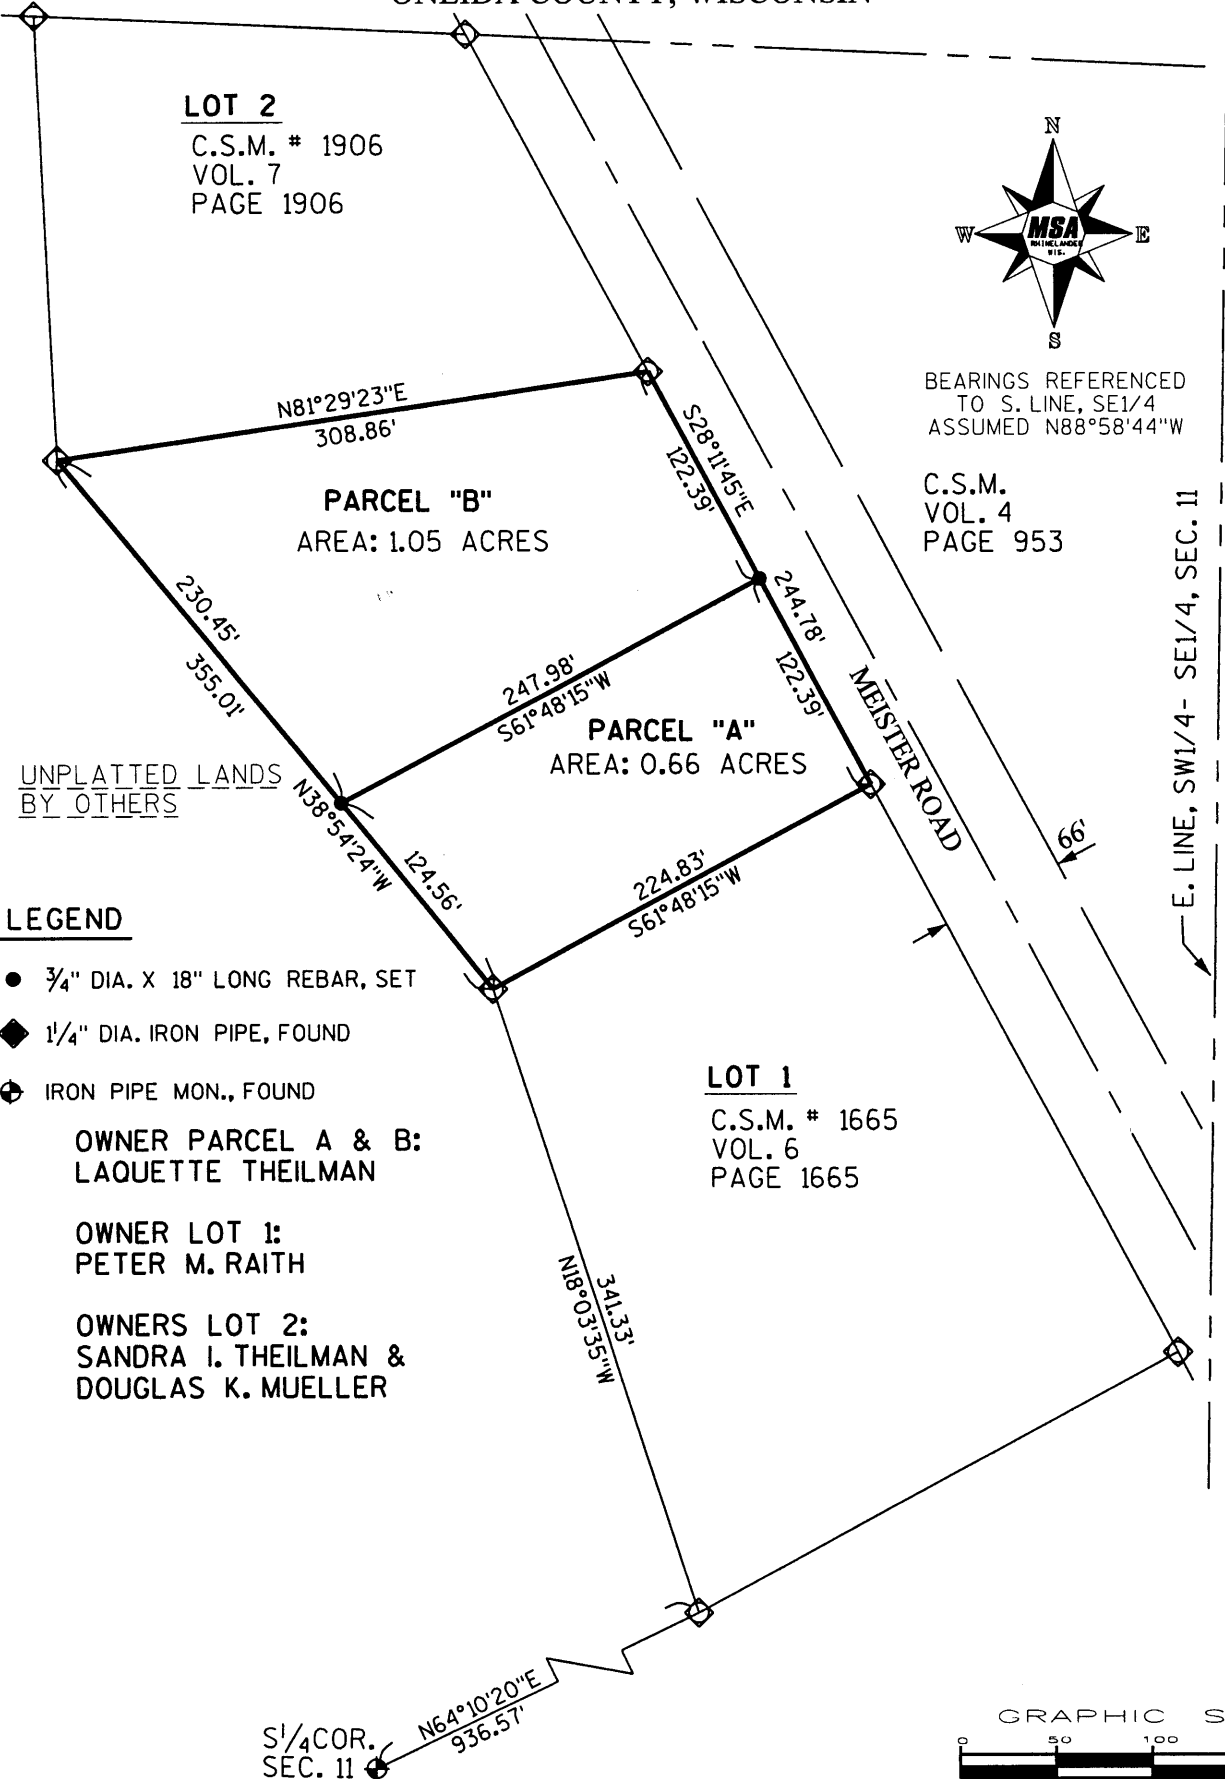 ONEIDA COUNTY, WISCONSIN
LOT 2
C.S.M. # 1906
VOL. 7
PAGE 1906
N
W
MSA
RHINELANDER
WIS.
E
S
BEARINGS REFERENCED
TO S. LINE, SE1/4
ASSUMED N88°58'44"W
C.S.M.
VOL. 4
PAGE 953
N81°29'23"E
308.86'
S28°11'45"E
122.39'
PARCEL "B"
AREA: 1.05 ACRES
230.45'
355.01'
244.78'
122.39'
247.98'
S61°48'15"W
PARCEL "A"
AREA: 0.66 ACRES
MEISTER ROAD
66'
E. LINE, SW1/4- SE1/4, SEC. 11
UNPLATTED LANDS
BY OTHERS
N38°54'24"W
124.56'
224.83'
S61°48'15"W
LEGEND
3/4" DIA. X 18" LONG REBAR, SET
1 1/4" DIA. IRON PIPE, FOUND
IRON PIPE MON., FOUND
OWNER PARCEL A & B:
LAQUETTE THEILMAN
OWNER LOT 1:
PETER M. RAITH
OWNERS LOT 2:
SANDRA I. THEILMAN &
DOUGLAS K. MUELLER
LOT 1
C.S.M. # 1665
VOL. 6
PAGE 1665
341.33'
N18°03'35"W
N64°10'20"E
936.57'
S1/4 COR.
SEC. 11
GRAPHIC S
0 50 100